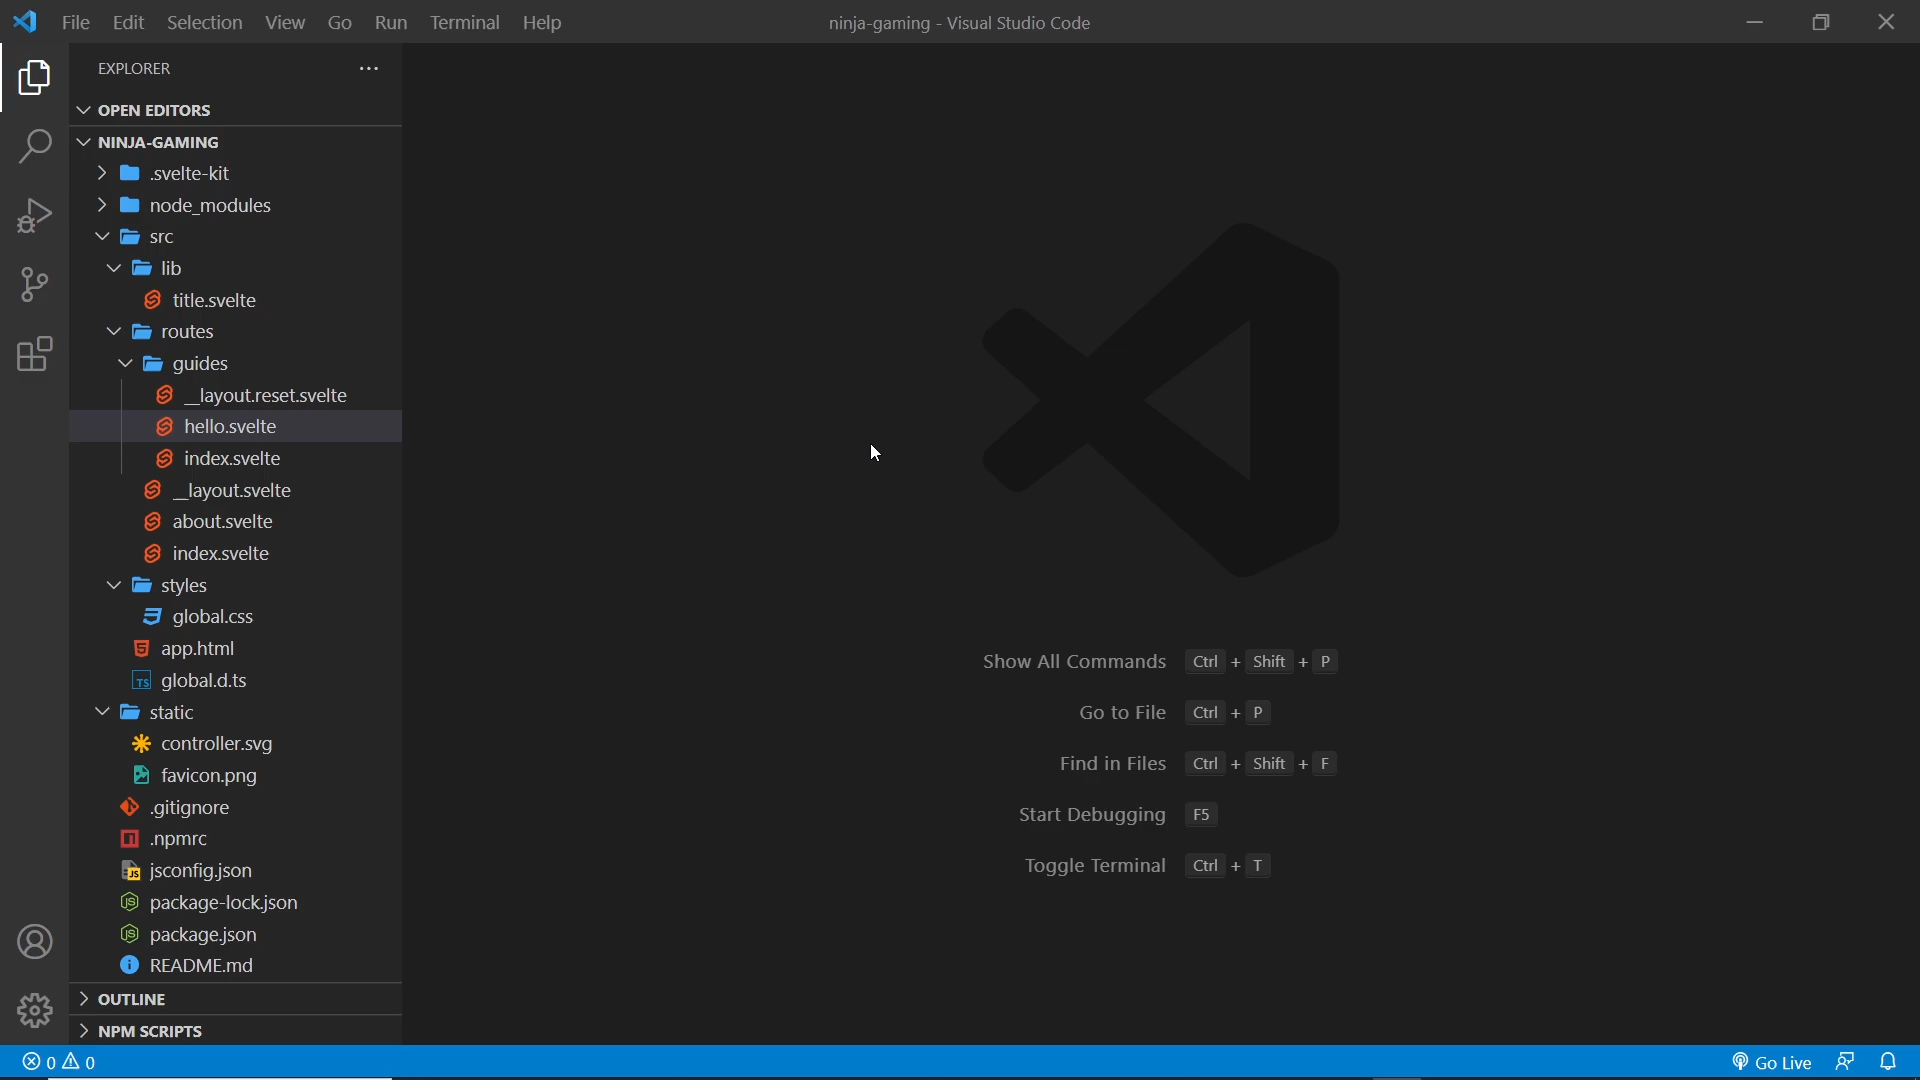 File Edit Selection View Go Run Terminal Help
ninja-gaming - Visual Studio Code
EXPLORER
OPEN EDITORS
NINJA-GAMING
.svelte-kit
node_modules
src
lib
title.svelte
routes
guides
__layout.reset.svelte
hello.svelte
index.svelte
__layout.svelte
about.svelte
index.svelte
styles
global.css
app.html
TS global.d.ts
static
controller.svg
favicon.png
.gitignore
.npmrc
JS jsconfig.json
JS package-lock.json
JS package.json
README.md
OUTLINE
NPM SCRIPTS
Show All Commands Ctrl + Shift + P
Go to File Ctrl + P
Find in Files Ctrl + Shift + F
Start Debugging F5
Toggle Terminal Ctrl + T
0 0
Go Live